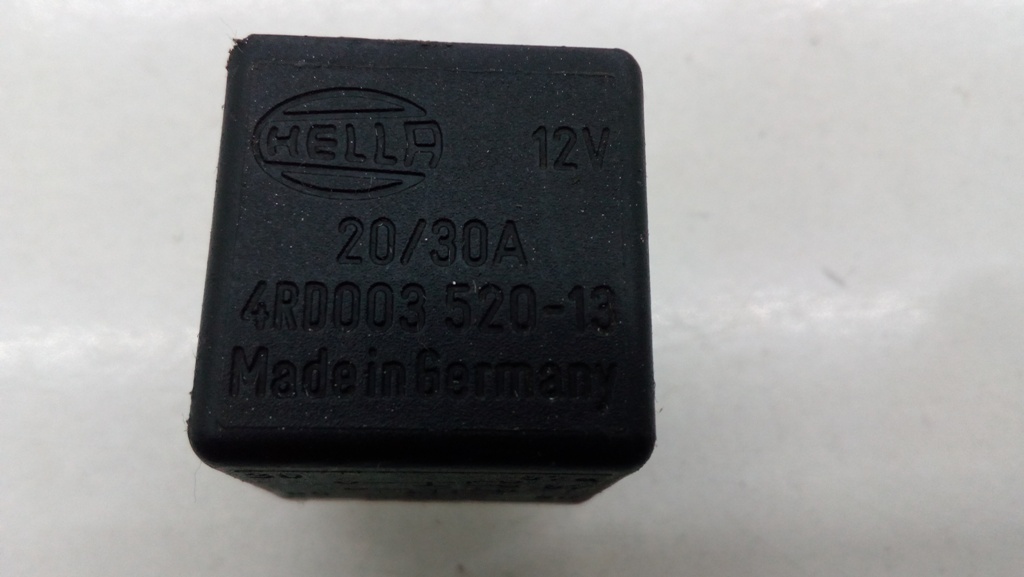 HELLA 12V
20/30A
4RD003 520-13
Made in Germany